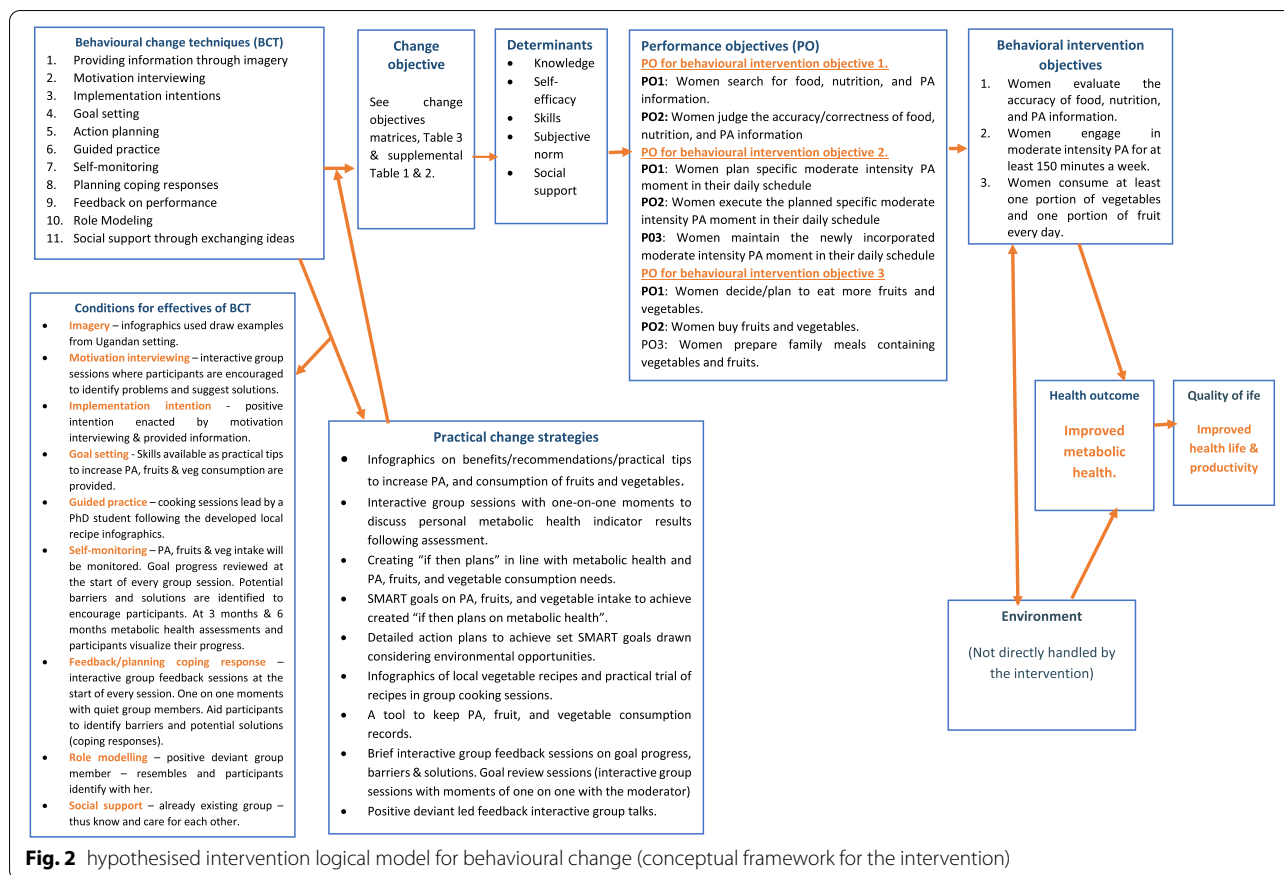 Behavioural change techniques (BCT)
1. Providing information through imagery
2. Motivation interviewing
3. Implementation intentions
4. Goal setting
5. Action planning
6. Guided practice
7. Self-monitoring
8. Planning coping responses
9. Feedback on performance
10. Role Modeling
11. Social support through exchanging ideas
Change
objective
See change
objectives
matrices, Table 3
& supplemental
Table 1 & 2.
Determinants
• Knowledge
• Self-
efficacy
• Skills
• Subjective
norm
• Social
support
Performance objectives (PO)
PO for behavioural intervention objective 1.
PO1: Women search for food, nutrition, and PA
information.
PO2: Women judge the accuracy/correctness of food,
nutrition, and PA information
PO for behavioural intervention objective 2.
PO1: Women plan specific moderate intensity PA
moment in their daily schedule
PO2: Women execute the planned specific moderate
intensity PA moment in their daily schedule
P03: Women maintain the newly incorporated
moderate intensity PA moment in their daily schedule
PO for behavioural intervention objective 3
PO1: Women decide/plan to eat more fruits and
vegetables.
PO2: Women buy fruits and vegetables.
PO3: Women prepare family meals containing
vegetables and fruits.
Behavioral intervention
objectives
1. Women evaluate the
accuracy of food, nutrition,
and PA information.
2. Women engage in
moderate intensity PA for at
least 150 minutes a week.
3. Women consume at least
one portion of vegetables
and one portion of fruit
every day.
Conditions for effectives of BCT
• Imagery – infographics used draw examples
from Ugandan setting.
• Motivation interviewing – interactive group
sessions where participants are encouraged
to identify problems and suggest solutions.
• Implementation intention - positive
intention enacted by motivation
interviewing & provided information.
• Goal setting - Skills available as practical tips
to increase PA, fruits & veg consumption are
provided.
• Guided practice – cooking sessions lead by a
PhD student following the developed local
recipe infographics.
• Self-monitoring – PA, fruits & veg intake will
be monitored. Goal progress reviewed at
the start of every group session. Potential
barriers and solutions are identified to
encourage participants. At 3 months & 6
months metabolic health assessments and
participants visualize their progress.
• Feedback/planning coping response –
interactive group feedback sessions at the
start of every session. One on one moments
with quiet group members. Aid participants
to identify barriers and potential solutions
(coping responses).
• Role modelling – positive deviant group
member – resembles and participants
identify with her.
• Social support – already existing group –
thus know and care for each other.
Practical change strategies
• Infographics on benefits/recommendations/practical tips
to increase PA, and consumption of fruits and vegetables.
• Interactive group sessions with one-on-one moments to
discuss personal metabolic health indicator results
following assessment.
• Creating “if then plans” in line with metabolic health and
PA, fruits, and vegetable consumption needs.
• SMART goals on PA, fruits, and vegetable intake to achieve
created “if then plans on metabolic health”.
• Detailed action plans to achieve set SMART goals drawn
considering environmental opportunities.
• Infographics of local vegetable recipes and practical trial of
recipes in group cooking sessions.
• A tool to keep PA, fruit, and vegetable consumption
records.
• Brief interactive group feedback sessions on goal progress,
barriers & solutions. Goal review sessions (interactive group
sessions with moments of one on one with the moderator)
• Positive deviant led feedback interactive group talks.
Health outcome
Improved
metabolic
health.
Quality of ife
Improved
health life &
productivity
Environment
(Not directly handled by
the intervention)
Fig. 2 hypothesised intervention logical model for behavioural change (conceptual framework for the intervention)